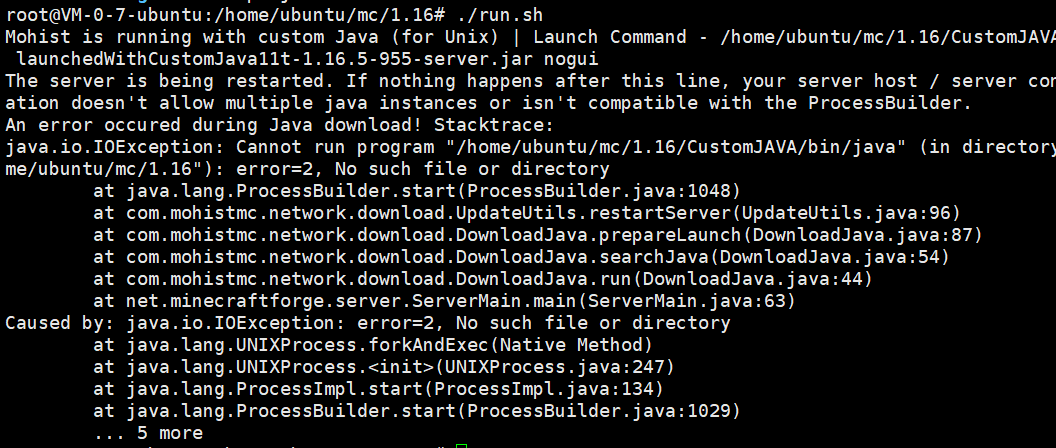 root@VM-0-7-ubuntu:/home/ubuntu/mc/1.16# ./run.sh
Mohist is running with custom Java (for Unix) | Launch Command - /home/ubuntu/mc/1.16/CustomJAVA
 launchedWithCustomJava11t-1.16.5-955-server.jar nogui
The server is being restarted. If nothing happens after this line, your server host / server con
ation doesn't allow multiple java instances or isn't compatible with the ProcessBuilder.
An error occured during Java download! Stacktrace:
java.io.IOException: Cannot run program "/home/ubuntu/mc/1.16/CustomJAVA/bin/java" (in directory
me/ubuntu/mc/1.16"): error=2, No such file or directory
        at java.lang.ProcessBuilder.start(ProcessBuilder.java:1048)
        at com.mohistmc.network.download.UpdateUtils.restartServer(UpdateUtils.java:96)
        at com.mohistmc.network.download.DownloadJava.prepareLaunch(DownloadJava.java:87)
        at com.mohistmc.network.download.DownloadJava.searchJava(DownloadJava.java:54)
        at com.mohistmc.network.download.DownloadJava.run(DownloadJava.java:44)
        at net.minecraftforge.server.ServerMain.main(ServerMain.java:63)
Caused by: java.io.IOException: error=2, No such file or directory
        at java.lang.UNIXProcess.forkAndExec(Native Method)
        at java.lang.UNIXProcess.<init>(UNIXProcess.java:247)
        at java.lang.ProcessImpl.start(ProcessImpl.java:134)
        at java.lang.ProcessBuilder.start(ProcessBuilder.java:1029)
        ... 5 more